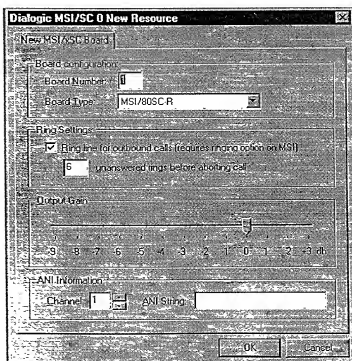 Dialogic MSI/SC 0 New Resource
New MSI/SC Board
Board configuration:
Board Number: 1
Board Type: MSI/80SC-R
Ring Settings:
Ring line for outbound calls (requires ringing option on MSI)
6 unanswered rings before aborting call
Output Gain
-9 -8 -7 -6 -5 -4 -3 -2 -1 0 1 2 +3 db
ANI Information
Channel: 1 ANI String:
OK Cancel